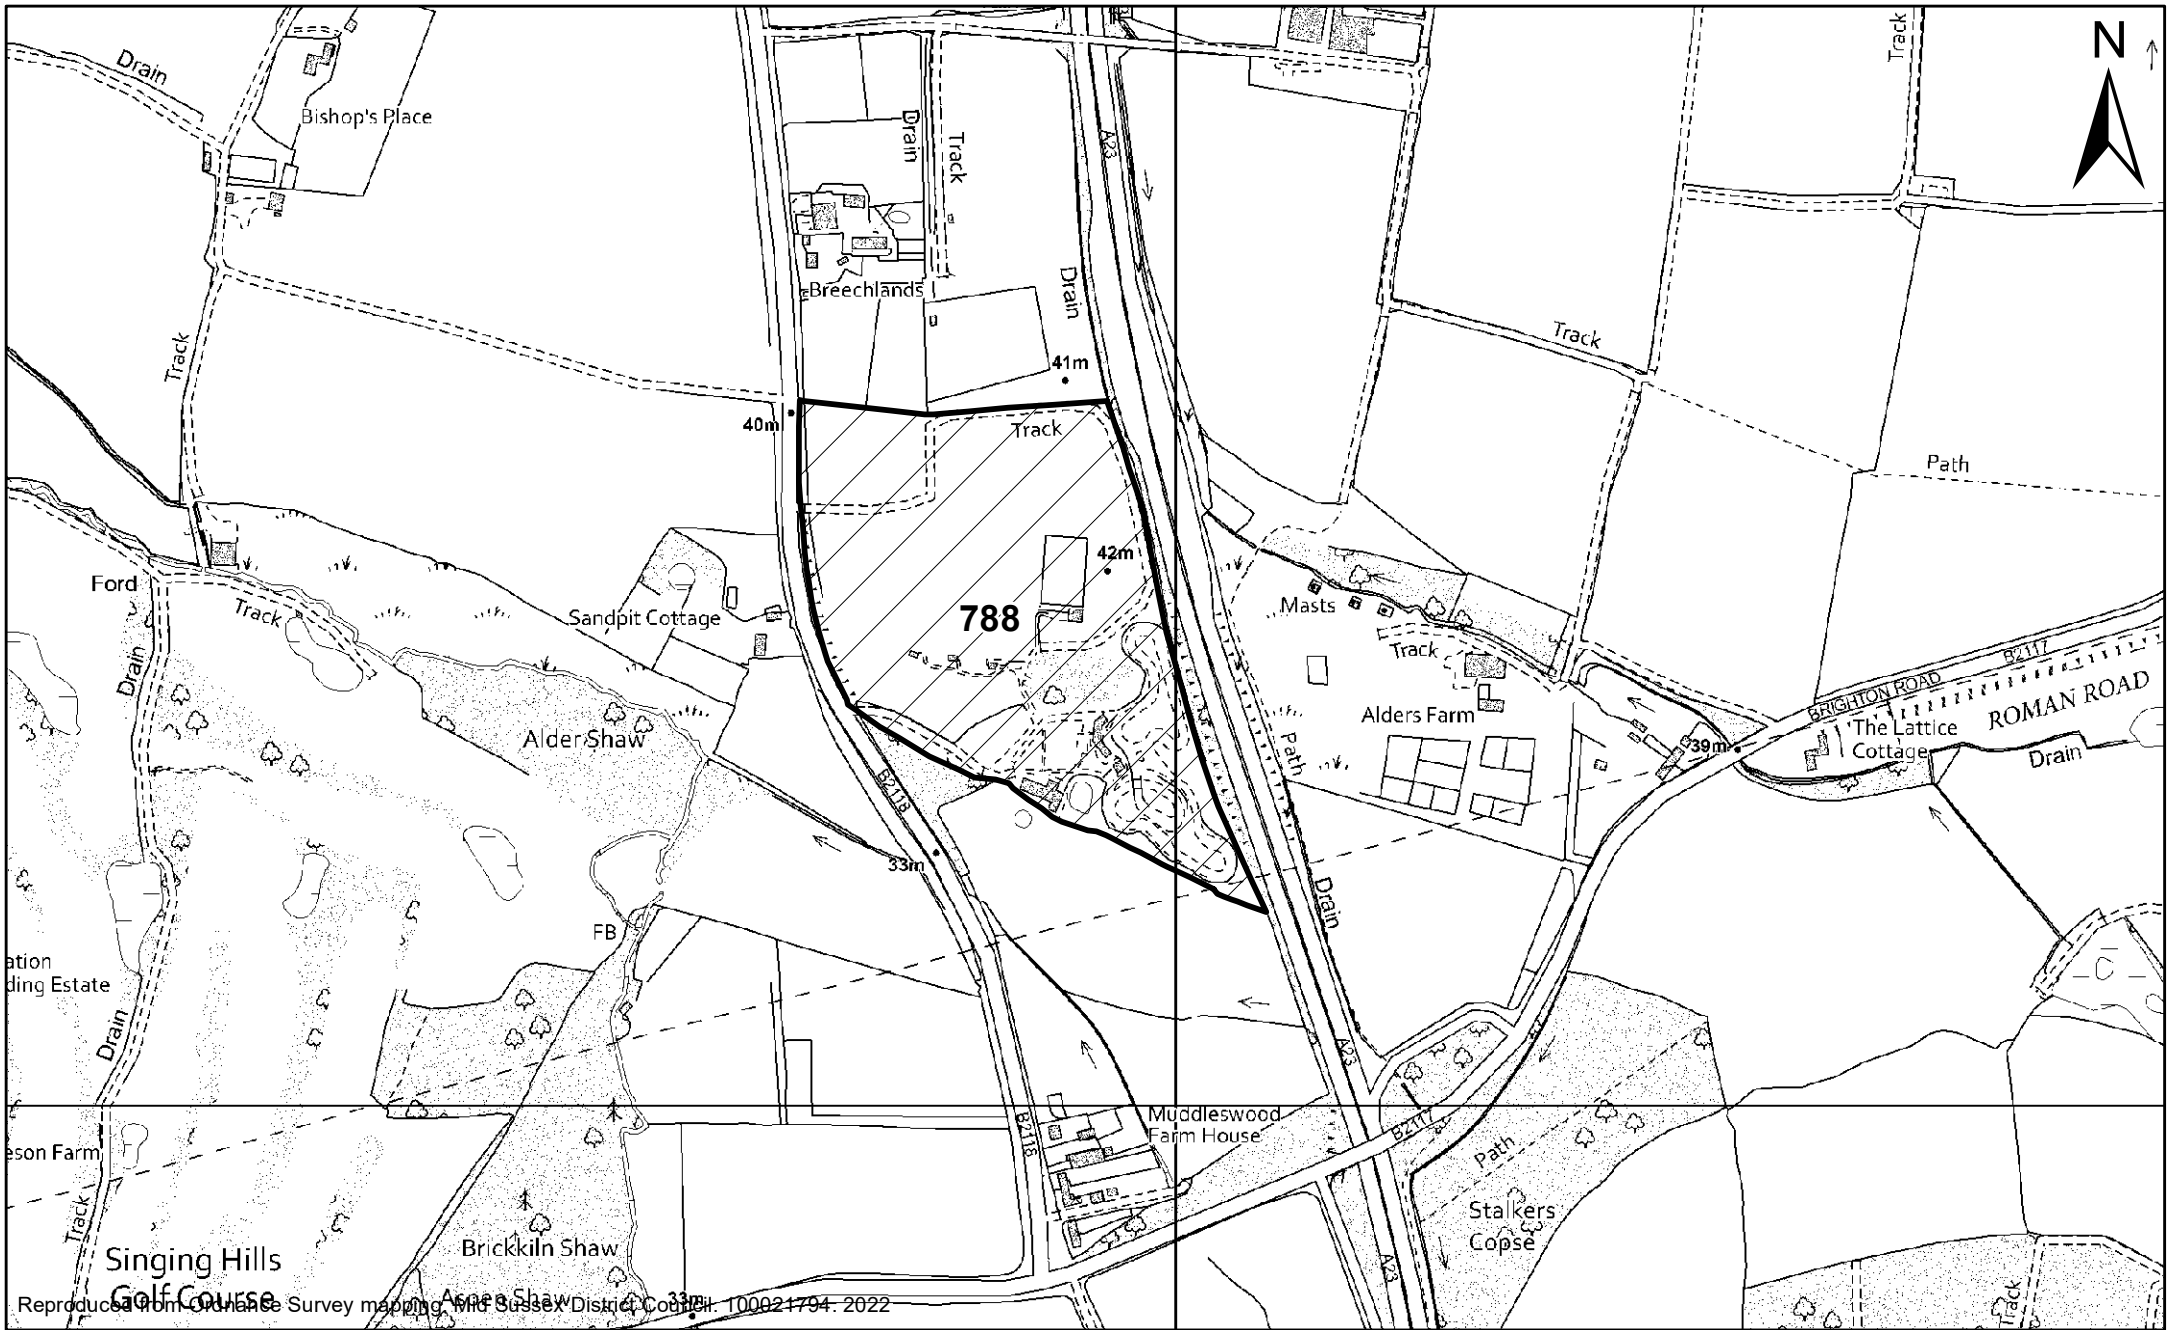 N
Drain
Track
Bishop's Place
Drain
Track
A23
Breechlands
Drain
Track
Track
41m
40m
Track
Path
42m
Ford
Track
Sandpit Cottage
788
Masts
Track
Drain
B2117
BRIGHTON ROAD
ROMAN ROAD
Alders Farm
The Lattice
Cottage
39m
Drain
Alder Shaw
Path
B2118
33m
Drain
FB
ation
ding Estate
Drain
A23
B2118
Muddleswood
Farm House
B2117
eson Farm
Path
Track
Stalkers
Copse
Singing Hills
Golf Course
Brickkiln Shaw
Aspen Shaw
A23
Track
33m
Reproduced from Ordnance Survey mapping. Mid Sussex District Council. 100021794. 2022